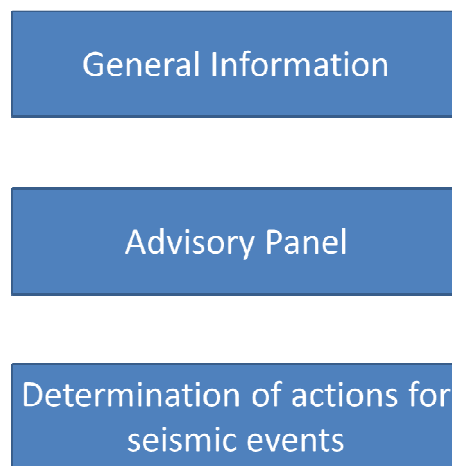 General Information
Advisory Panel
Determination of actions for
seismic events